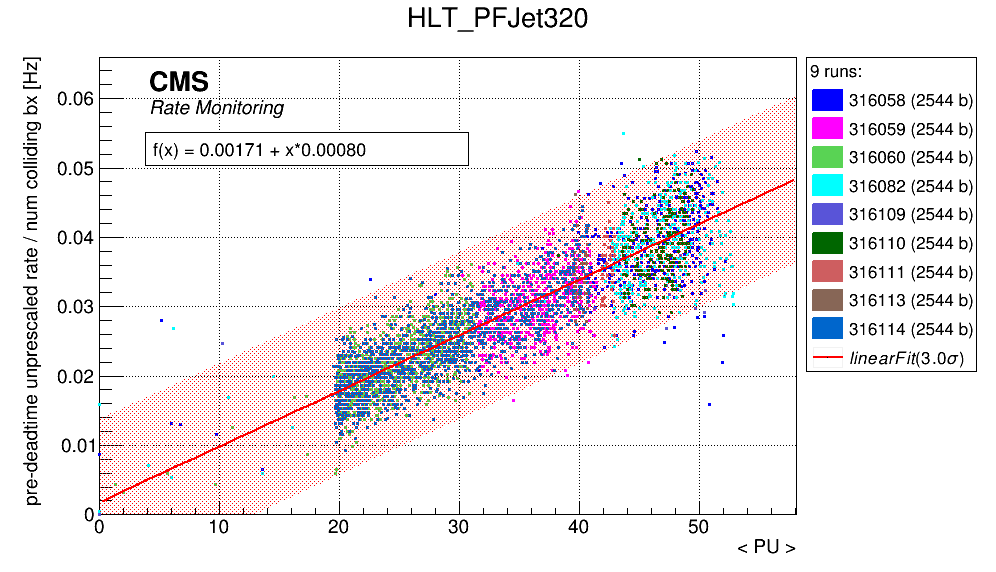 HLT_PFJet320
pre-deadtime unprescaled rate / num colliding bx [Hz]
CMS
Rate Monitoring
f(x) = 0.00171 + x*0.00080
0.06
0.05
0.04
0.03
0.02
0.01
0
0 10 20 30 40 50
< PU >
9 runs:
316058 (2544 b)
316059 (2544 b)
316060 (2544 b)
316082 (2544 b)
316109 (2544 b)
316110 (2544 b)
316111 (2544 b)
316113 (2544 b)
316114 (2544 b)
linearFit(3.0σ)